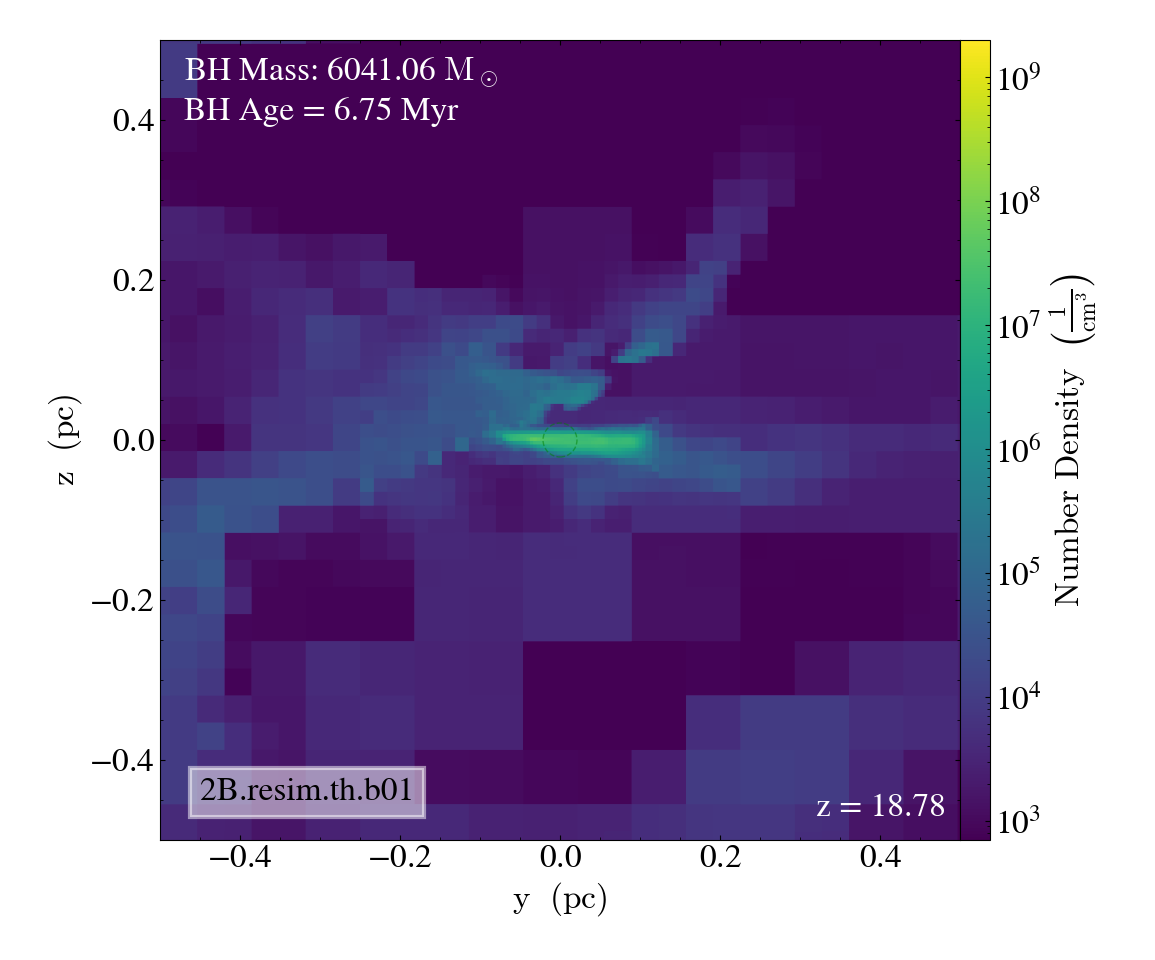 BH Mass: 6041.06 M⊙
BH Age = 6.75 Myr
0.4
0.2
0.0
−0.2
−0.4
z (pc)
2B.resim.th.b01
z = 18.78
−0.4 −0.2 0.0 0.2 0.4
y (pc)
10⁹
10⁸
10⁷
10⁶
10⁵
10⁴
10³
Number Density (1/cm³)